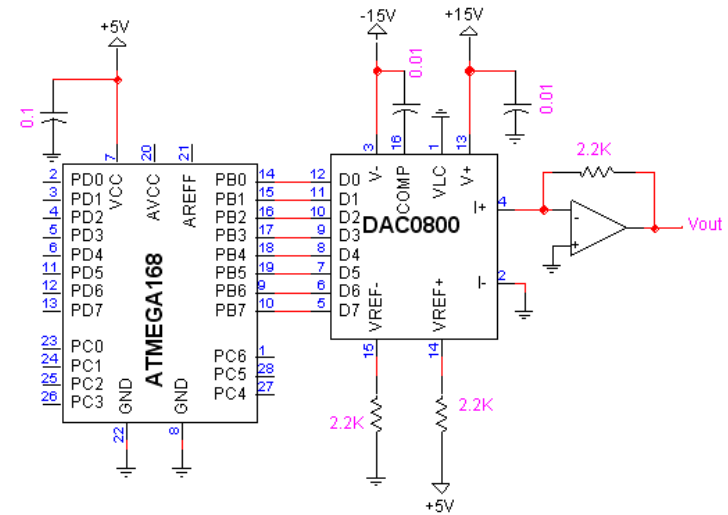 -15V
+15V
+5V
0.1
0.01
0.01
7
20
21
3
16
1
13
VCC
AVCC
AREFF
V-
COMP
VLC
V+
2 PD0
3 PD1
4 PD2
5 PD3
6 PD4
11 PD5
12 PD6
13 PD7
23 PC0
24 PC1
25 PC2
26 PC3
ATMEGA168
PB0 14
PB1 15
PB2 16
PB3 17
PB4 18
PB5 19
PB6 9
PB7 10
PC6 1
PC5 28
PC4 27
GND
GND
22
8
12 D0
11 D1
10 D2
9 D3
8 D4
7 D5
6 D6
5 D7
DAC0800
I+ 4
I- 2
VREF-
VREF+
15
14
2.2K
-
+
Vout
2.2K
2.2K
+5V